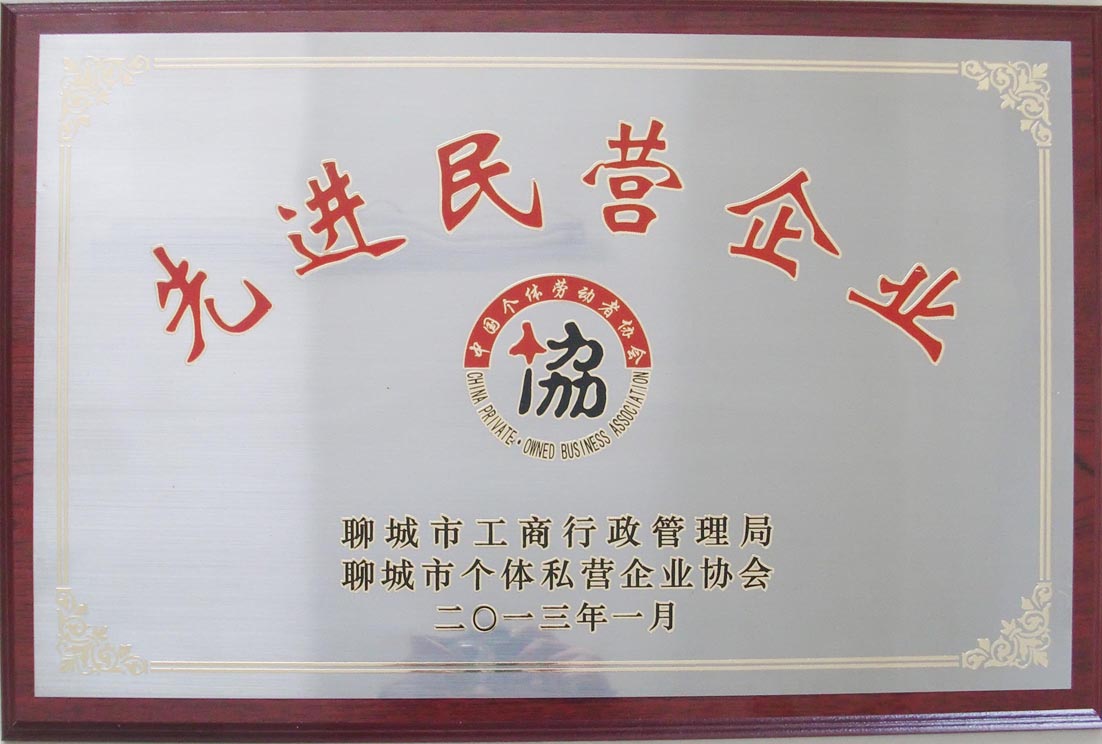 先进民营企业
中国个体劳动者协会
協
CHINA PRIVATE·OWNED BUSINESS ASSOCIATION
聊城市工商行政管理局
聊城市个体私营企业协会
二〇一三年一月